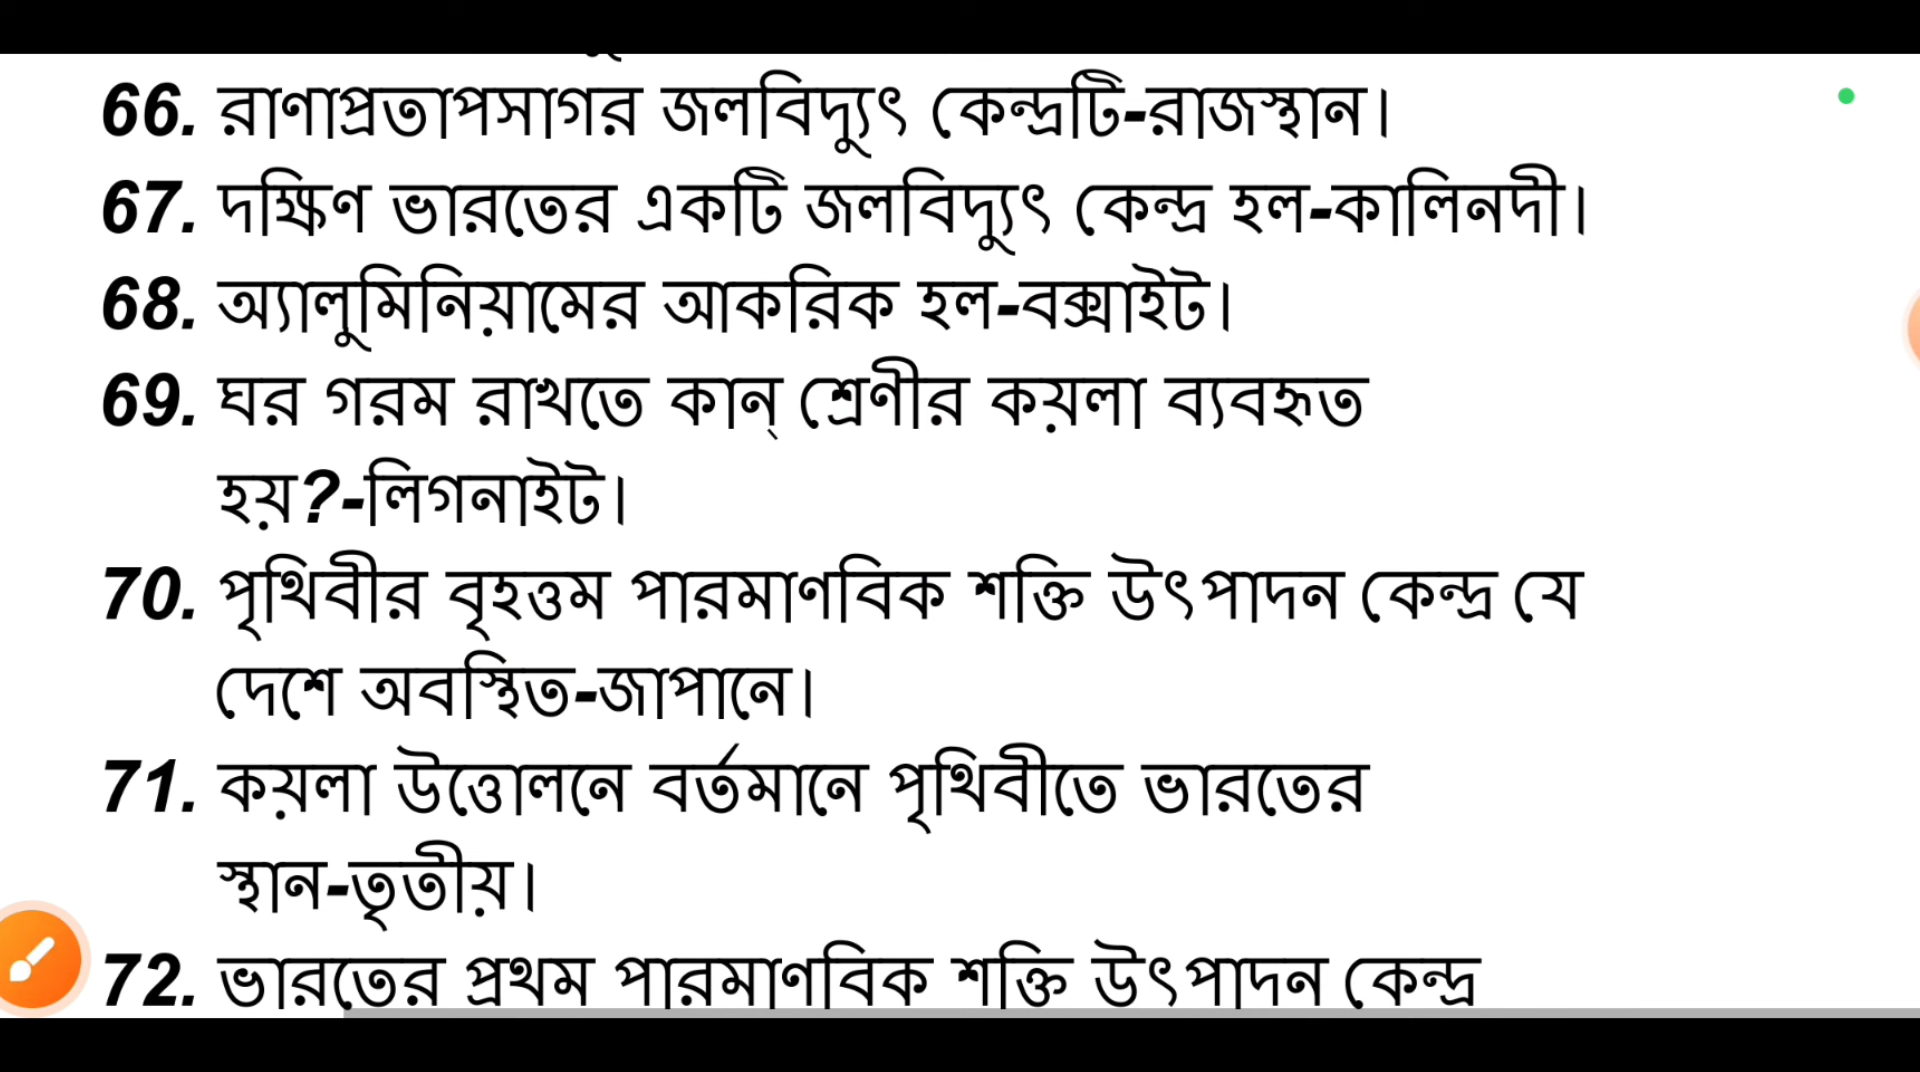 66. রাণাপ্রতাপসাগর জলবিদ্যুৎ কেন্দ্রটি-রাজস্থান।
67. দক্ষিণ ভারতের একটি জলবিদ্যুৎ কেন্দ্র হল-কালিনদী।
68. অ্যালুমিনিয়ামের আকরিক হল-বক্সাইট।
69. ঘর গরম রাখতে কান্ শ্রেণীর কয়লা ব্যবহৃত
হয়?-লিগনাইট।
70. পৃথিবীর বৃহত্তম পারমাণবিক শক্তি উৎপাদন কেন্দ্র যে
দেশে অবস্থিত-জাপানে।
71. কয়লা উত্তোলনে বর্তমানে পৃথিবীতে ভারতের
স্থান-তৃতীয়।
72. ভারতের প্রথম পারমাণবিক শক্তি উৎপাদন কেন্দ্র